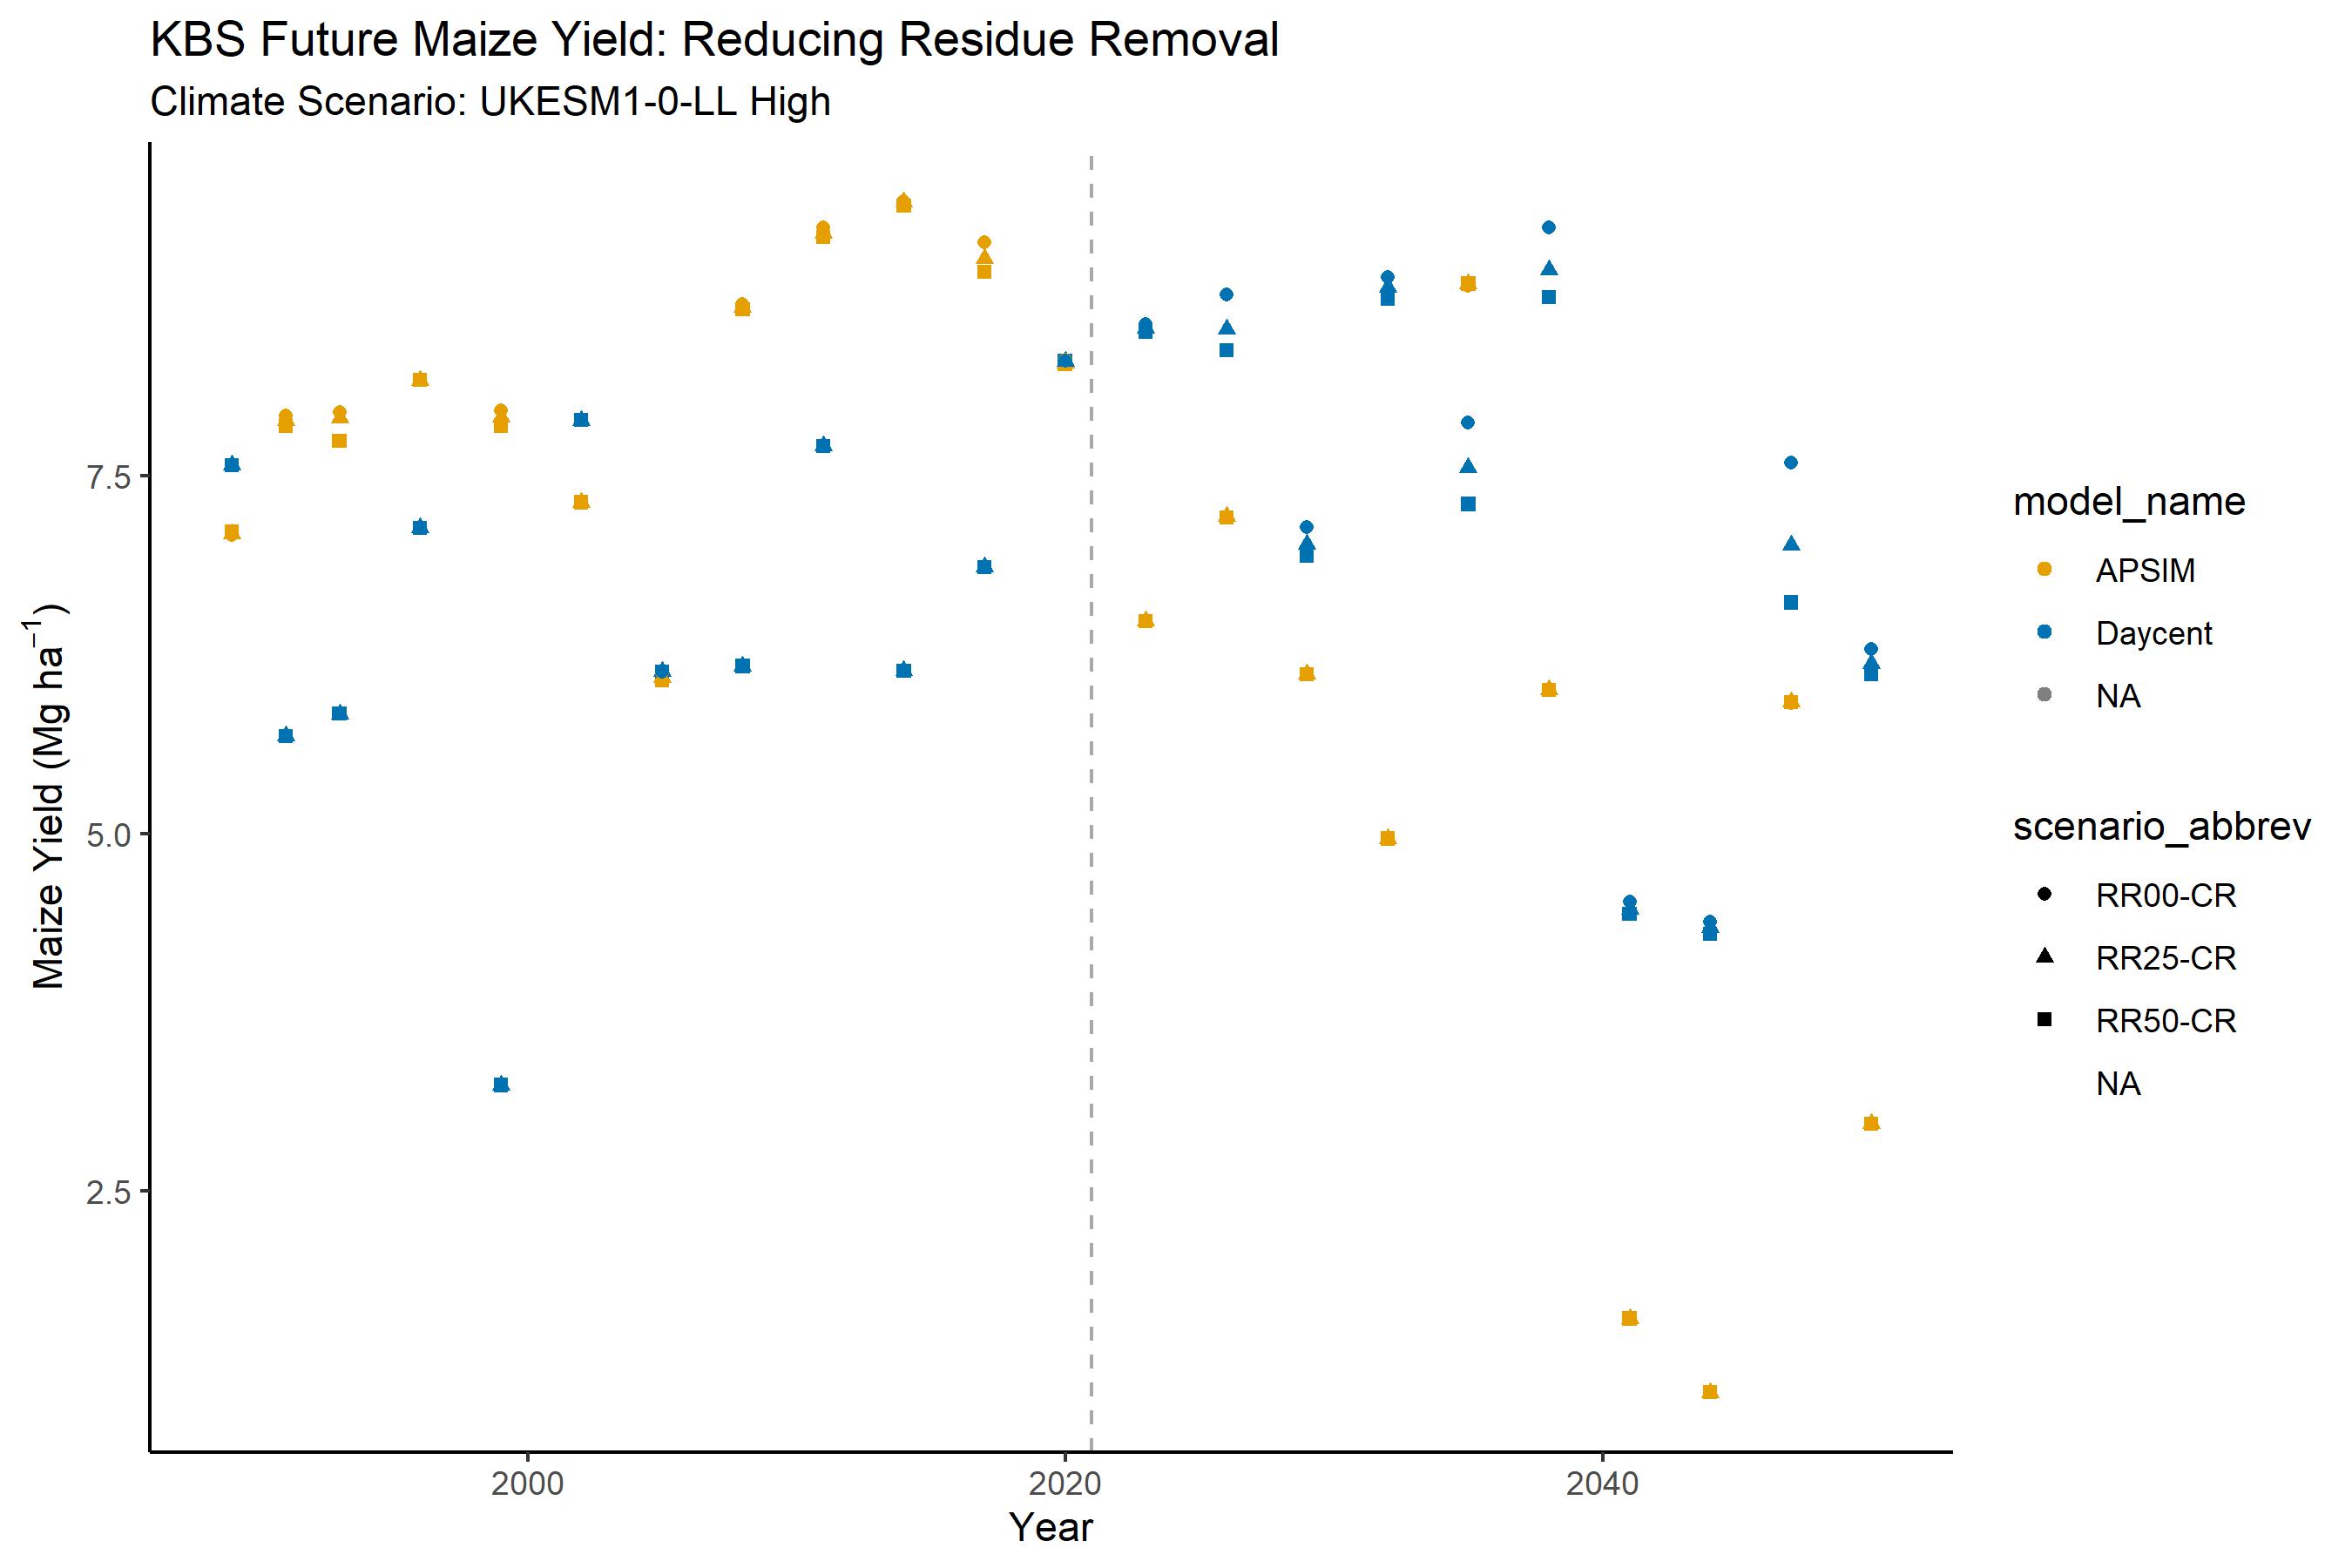 KBS Future Maize Yield: Reducing Residue Removal
Climate Scenario: UKESM1-0-LL High
Maize Yield (Mg ha⁻¹)
7.5
5.0
2.5
2000
2020
2040
Year
model_name
APSIM
Daycent
NA
scenario_abbrev
RR00-CR
RR25-CR
RR50-CR
NA